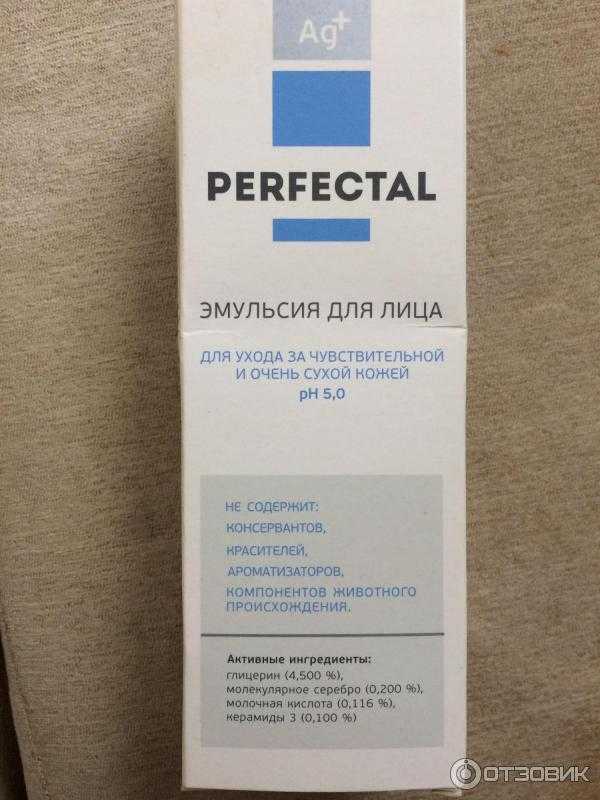 Ag+
PERFECTAL
ЭМУЛЬСИЯ ДЛЯ ЛИЦА
ДЛЯ УХОДА ЗА ЧУВСТВИТЕЛЬНОЙ
И ОЧЕНЬ СУХОЙ КОЖЕЙ
pH 5,0
НЕ СОДЕРЖИТ:
КОНСЕРВАНТОВ,
КРАСИТЕЛЕЙ,
АРОМАТИЗАТОРОВ,
КОМПОНЕНТОВ ЖИВОТНОГО
ПРОИСХОЖДЕНИЯ.
Активные ингредиенты:
глицерин (4,500 %),
молекулярное серебро (0,200 %),
молочная кислота (0,116 %),
керамиды 3 (0,100 %)
ОТЗОВИК